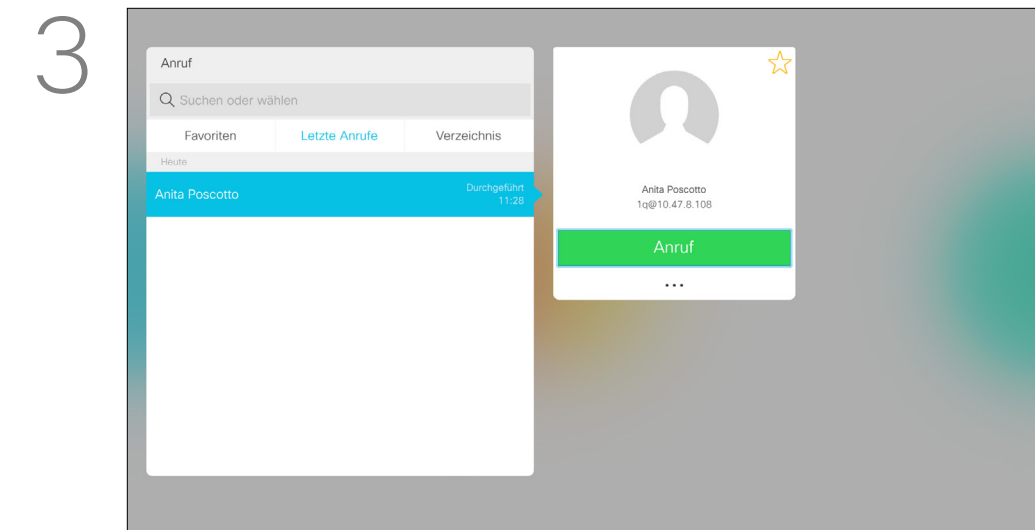 3
Anruf
Suchen oder wählen
Favoriten Letzte Anrufe Verzeichnis
Heute
Anita Poscotto Durchgeführt
11:28
Anita Poscotto
1q@10.47.8.108
Anruf
...